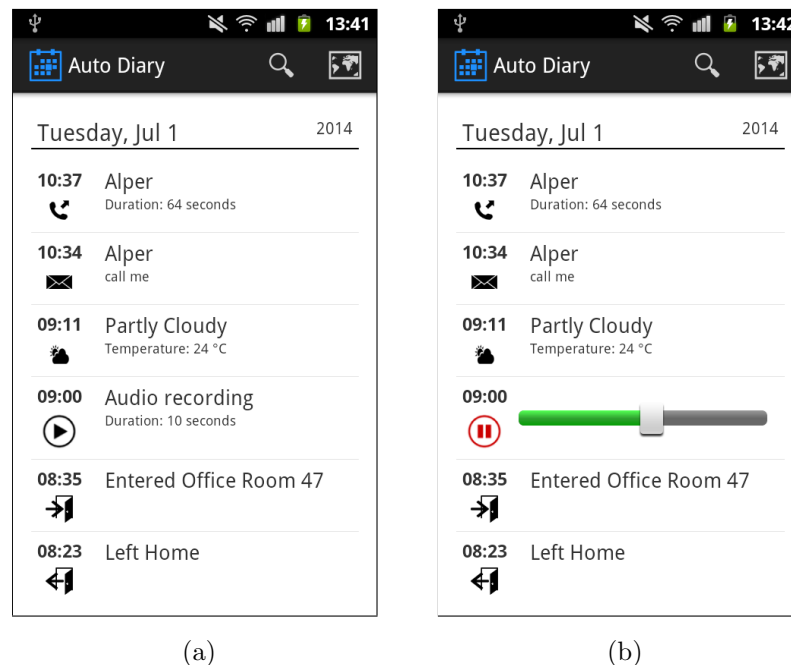 13:41
Auto Diary
Tuesday, Jul 1 2014
10:37 Alper
Duration: 64 seconds
10:34 Alper
call me
09:11 Partly Cloudy
Temperature: 24 °C
09:00 Audio recording
Duration: 10 seconds
08:35 Entered Office Room 47
08:23 Left Home
(a)
13:42
Auto Diary
Tuesday, Jul 1 2014
10:37 Alper
Duration: 64 seconds
10:34 Alper
call me
09:11 Partly Cloudy
Temperature: 24 °C
09:00
08:35 Entered Office Room 47
08:23 Left Home
(b)